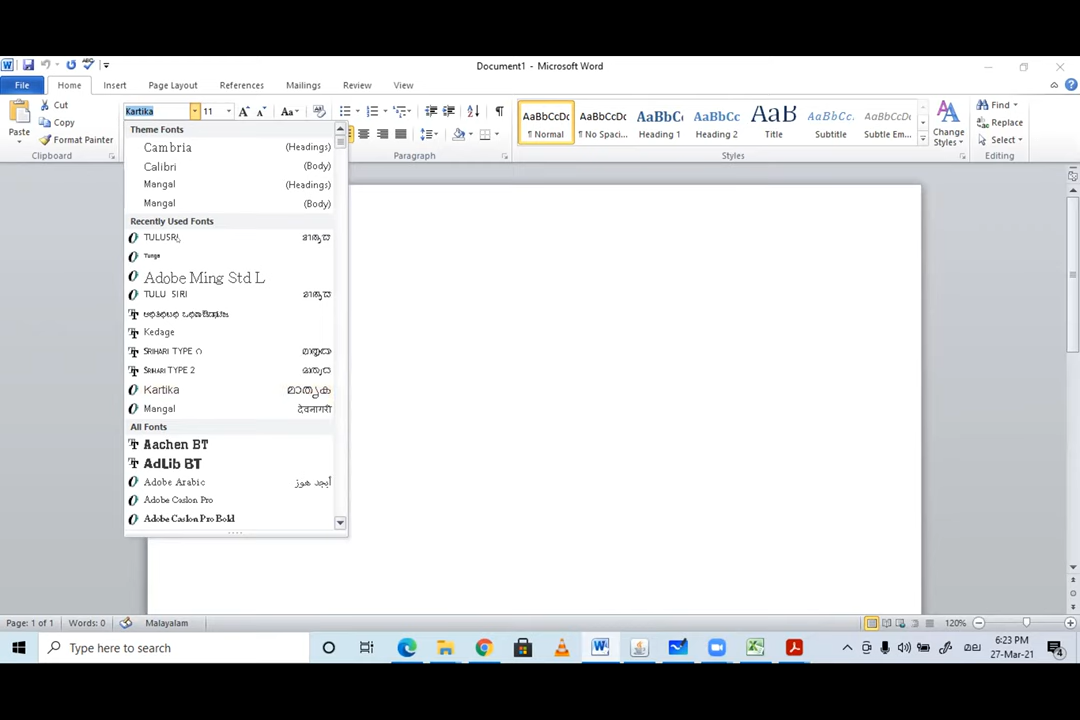 Document1 - Microsoft Word
File Home Insert Page Layout References Mailings Review View
Paste
Cut
Copy
Format Painter
Clipboard
Kartika 11
Paragraph
AaBbCcDc
¶ Normal
AaBbCcDc
¶ No Spaci...
AaBbC₍
Heading 1
AaBbCc
Heading 2
AaB
Title
AaBbCc.
Subtitle
AaBbCcD₍
Subtle Em...
Change
Styles
Styles
Find
Replace
Select
Editing
Theme Fonts
Cambria (Headings)
Calibri (Body)
Mangal (Headings)
Mangal (Body)
Recently Used Fonts
Tunga
Adobe Ming Std L
TULU SIRI
Kedage
SRIHARI TYPE
SRIHARI TYPE 2
Kartika മാതൃക
Mangal देवनागरी
All Fonts
Aachen BT
AdLib BT
Adobe Arabic أبجد هوز
Adobe Caslon Pro
Adobe Caslon Pro Bold
Page: 1 of 1 Words: 0 Malayalam 120%
Type here to search
മല
6:23 PM
27-Mar-21
4